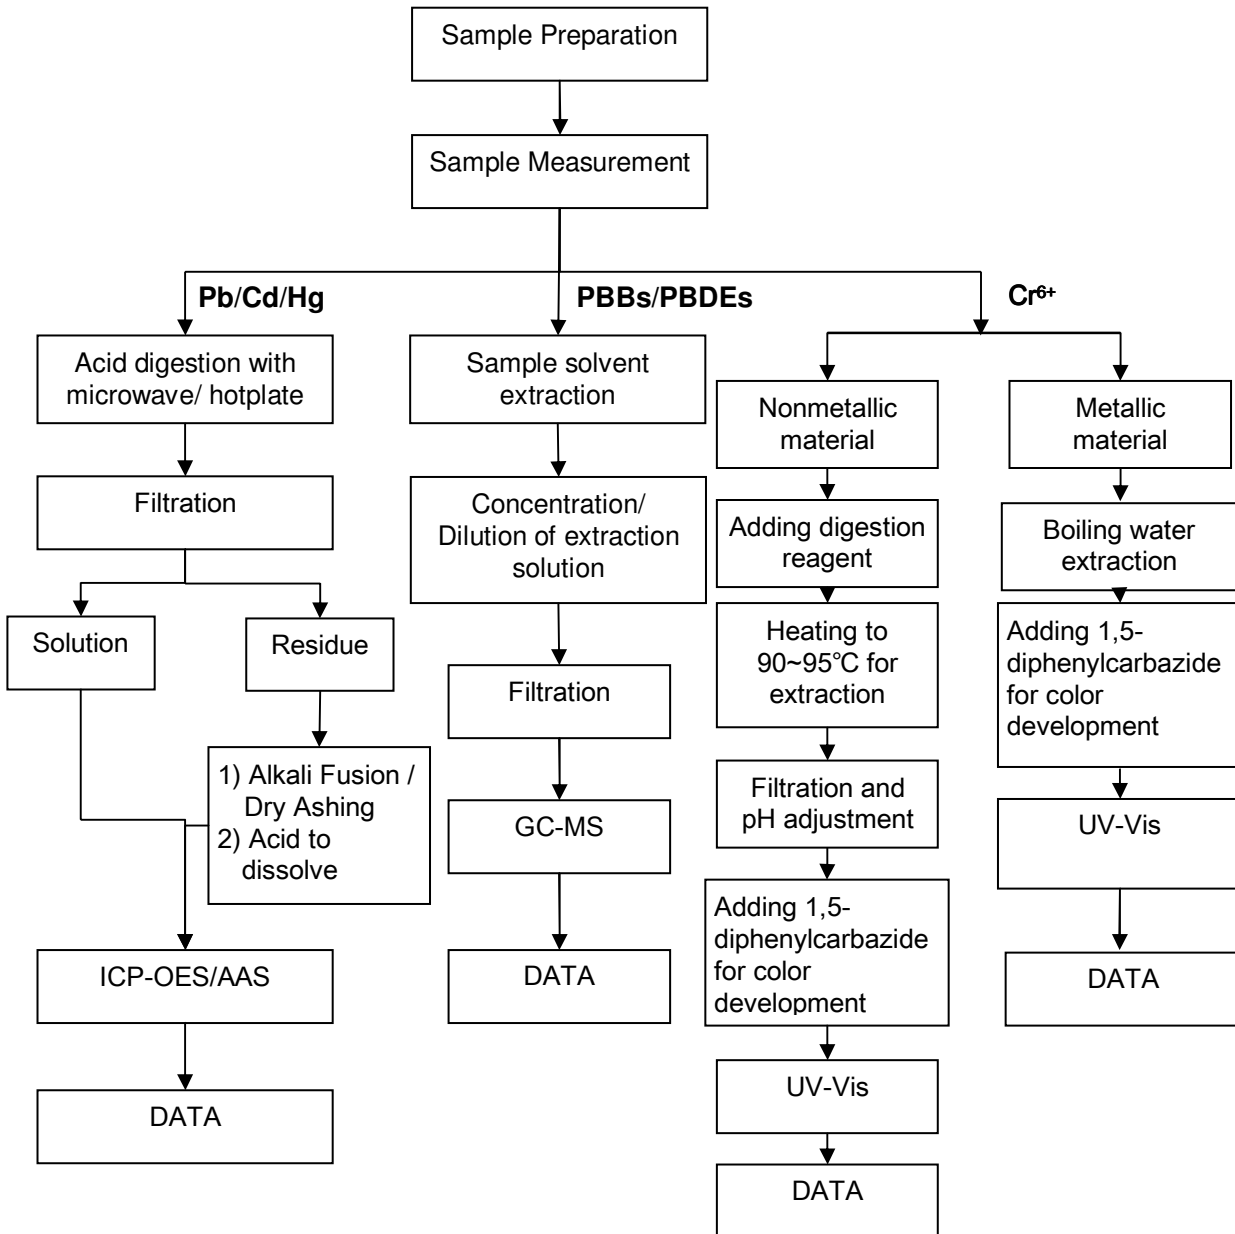 Sample Preparation
Sample Measurement
Pb/Cd/Hg
PBBs/PBDEs
Cr⁶⁺
Acid digestion with
microwave/ hotplate
Filtration
Solution
Residue
1) Alkali Fusion /
Dry Ashing
2) Acid to
dissolve
ICP-OES/AAS
DATA
Sample solvent
extraction
Concentration/
Dilution of extraction
solution
Filtration
GC-MS
DATA
Nonmetallic
material
Adding digestion
reagent
Heating to
90~95℃ for
extraction
Filtration and
pH adjustment
Adding 1,5-
diphenylcarbazide
for color
development
UV-Vis
DATA
Metallic
material
Boiling water
extraction
Adding 1,5-
diphenylcarbazide
for color
development
UV-Vis
DATA